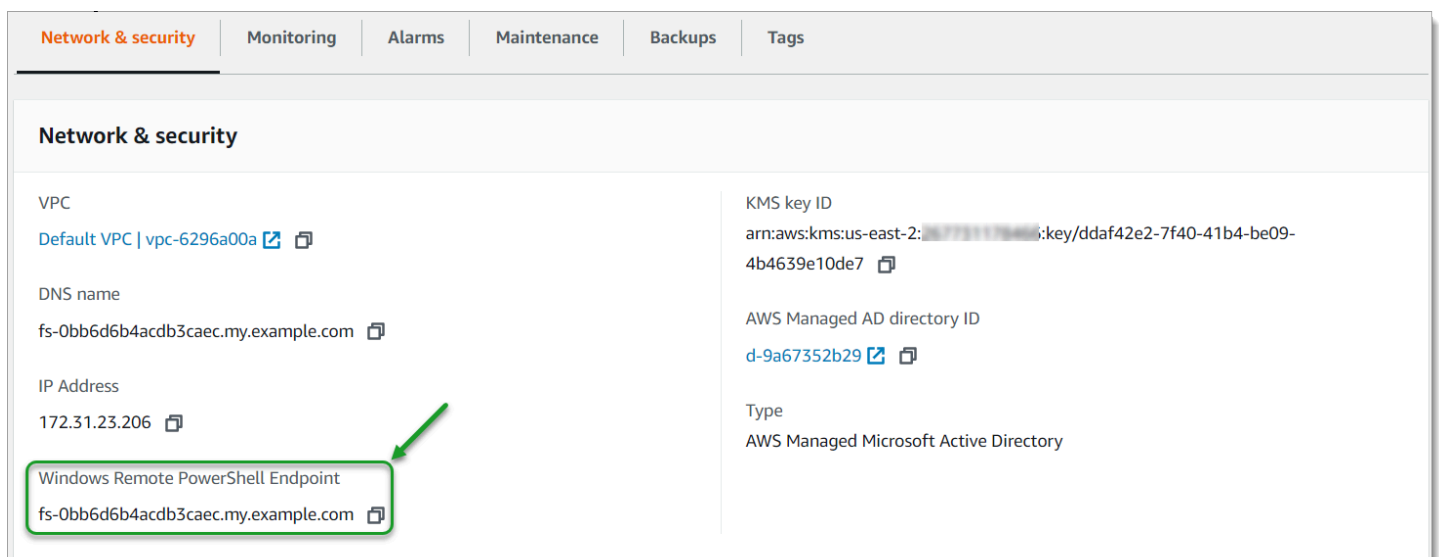 Network & security
Monitoring
Alarms
Maintenance
Backups
Tags
Network & security
VPC
Default VPC | vpc-6296a00a
DNS name
fs-0bb6d6b4acdb3caec.my.example.com
IP Address
172.31.23.206
Windows Remote PowerShell Endpoint
fs-0bb6d6b4acdb3caec.my.example.com
KMS key ID
arn:aws:kms:us-east-2: :key/ddaf42e2-7f40-41b4-be09-
4b4639e10de7
AWS Managed AD directory ID
d-9a67352b29
Type
AWS Managed Microsoft Active Directory